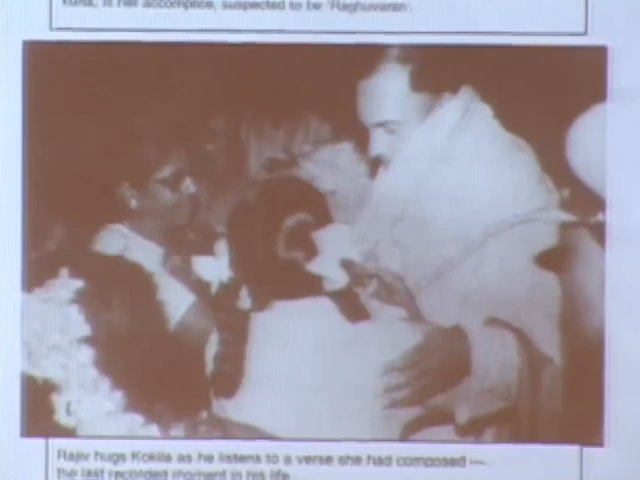 is her accomplice, suspected to be 'Raghuvaran'.
Rajiv hugs Kokila as he listens to a verse she had composed —
the last recorded moment in his life